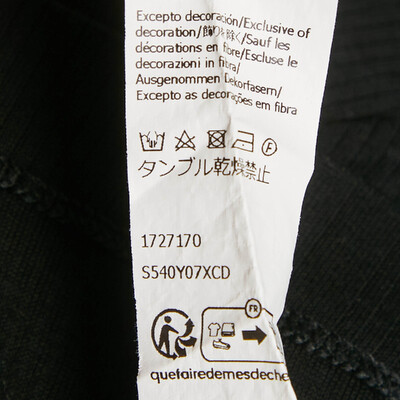 Excepto decoración/Exclusive of
decoration/飾りを除く/Sauf les
décorations en fibre/Escluse le
decorazioni in fibra/
Ausgenommen Dekorfasern/
Excepto as decorações em fibra
F
タンブル乾燥禁止
1727170
S540Y07XCD
FR
quefairedemesdeche